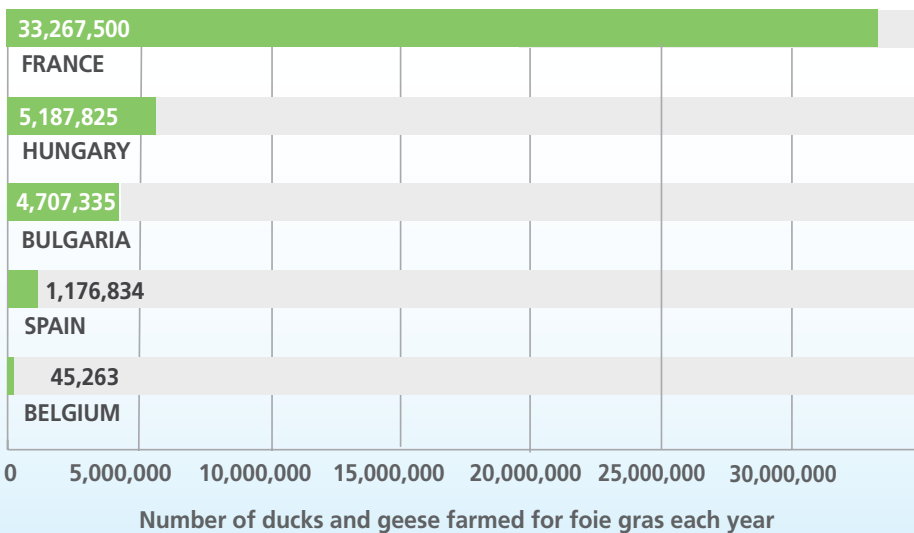 33,267,500
FRANCE
5,187,825
HUNGARY
4,707,335
BULGARIA
1,176,834
SPAIN
45,263
BELGIUM
0 5,000,000 10,000,000 15,000,000 20,000,000 25,000,000 30,000,000
Number of ducks and geese farmed for foie gras each year